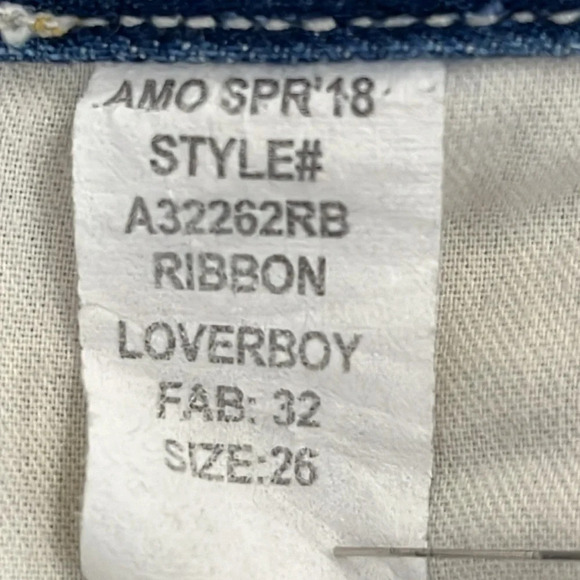 AMO SPR'18
STYLE#
A32262RB
RIBBON
LOVERBOY
FAB: 32
SIZE:26